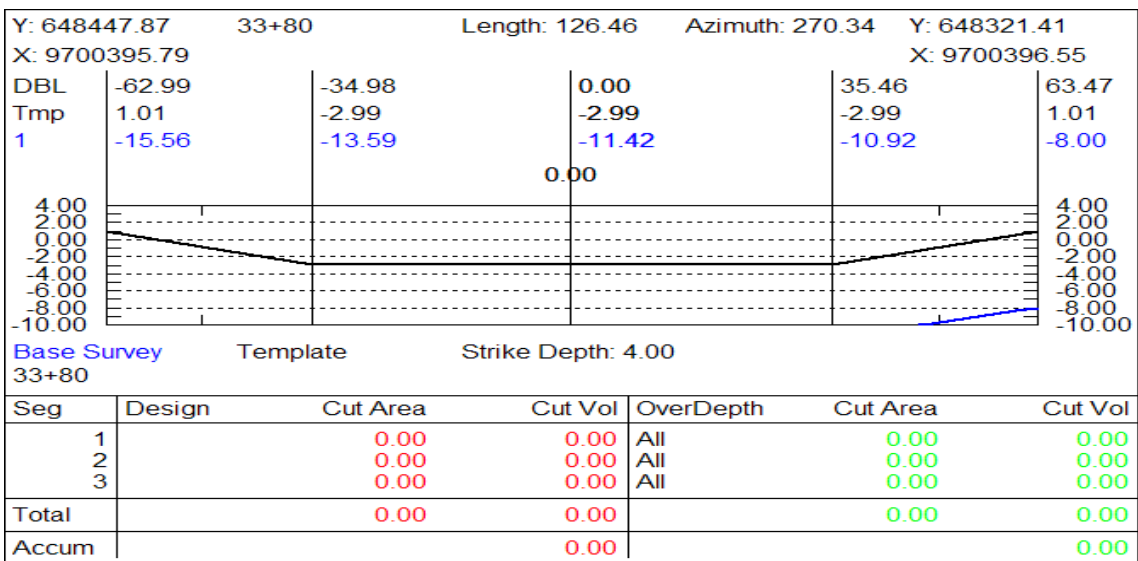 Y: 648447.87 33+80 Length: 126.46 Azimuth: 270.34 Y: 648321.41
X: 9700395.79 X: 9700396.55
DBL -62.99 -34.98 0.00 35.46 63.47
Tmp 1.01 -2.99 -2.99 -2.99 1.01
1 -15.56 -13.59 -11.42 -10.92 -8.00
0.00
4.00 4.00
2.00 2.00
0.00 0.00
-2.00 -2.00
-4.00 -4.00
-6.00 -6.00
-8.00 -8.00
-10.00 -10.00
Base Survey Template Strike Depth: 4.00
33+80
Seg Design Cut Area Cut Vol OverDepth Cut Area Cut Vol
1 0.00 0.00 All 0.00 0.00
2 0.00 0.00 All 0.00 0.00
3 0.00 0.00 All 0.00 0.00
Total 0.00 0.00 0.00 0.00
Accum 0.00 0.00